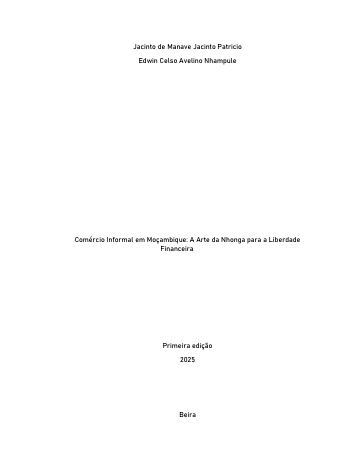 Jacinto de Manave Jacinto Patricio
Edwin Celso Avelino Nhampule
Comércio Informal em Moçambique: A Arte da Nhonga para a Liberdade
Financeira
Primeira edição
2025
Beira